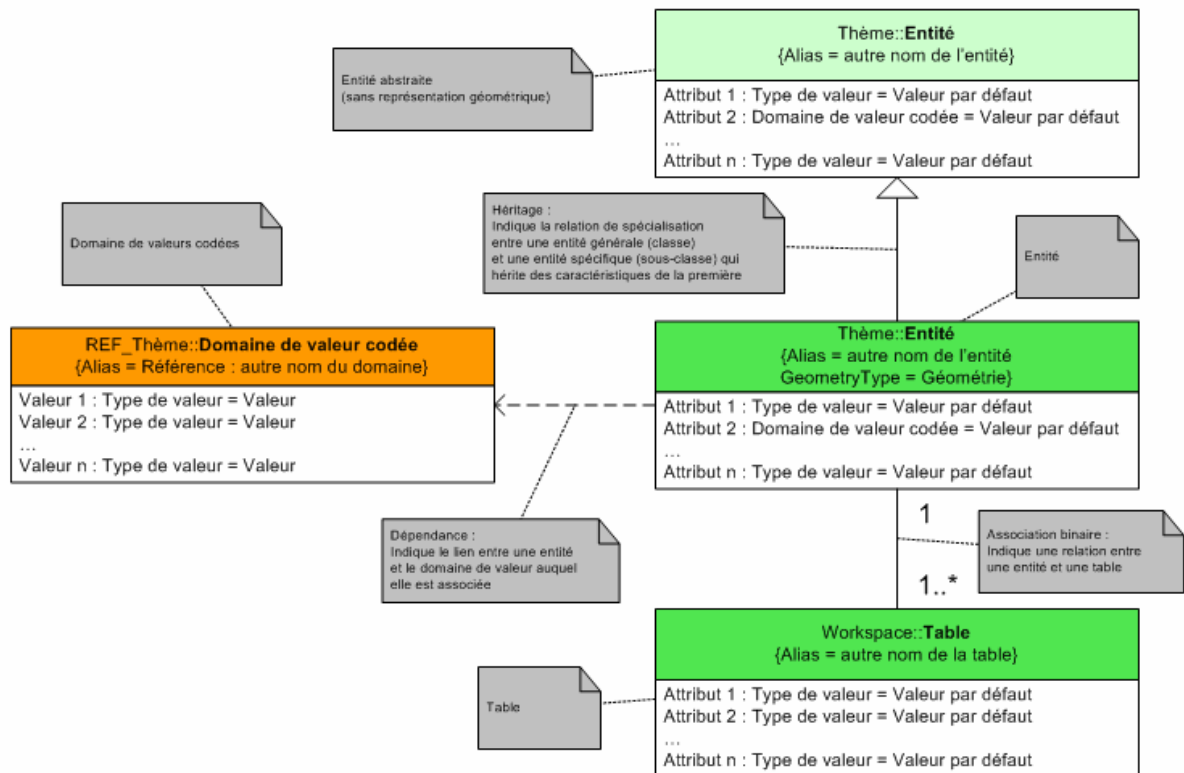 Thème::Entité
{Alias = autre nom de l'entité}
Attribut 1 : Type de valeur = Valeur par défaut
Attribut 2 : Domaine de valeur codée = Valeur par défaut
...
Attribut n : Type de valeur = Valeur par défaut
Entité abstraite
(sans représentation géométrique)
Héritage :
Indique la relation de spécialisation
entre une entité générale (classe)
et une entité spécifique (sous-classe) qui
hérite des caractéristiques de la première
Domaine de valeurs codées
Entité
REF_Thème::Domaine de valeur codée
{Alias = Référence : autre nom du domaine}
Valeur 1 : Type de valeur = Valeur
Valeur 2 : Type de valeur = Valeur
...
Valeur n : Type de valeur = Valeur
Thème::Entité
{Alias = autre nom de l'entité
GeometryType = Géométrie}
Attribut 1 : Type de valeur = Valeur par défaut
Attribut 2 : Domaine de valeur codée = Valeur par défaut
...
Attribut n : Type de valeur = Valeur par défaut
Dépendance :
Indique le lien entre une entité
et le domaine de valeur auquel
elle est associée
1
1..*
Association binaire :
Indique une relation entre
une entité et une table
Workspace::Table
{Alias = autre nom de la table}
Attribut 1 : Type de valeur = Valeur par défaut
Attribut 2 : Type de valeur = Valeur par défaut
...
Attribut n : Type de valeur = Valeur par défaut
Table